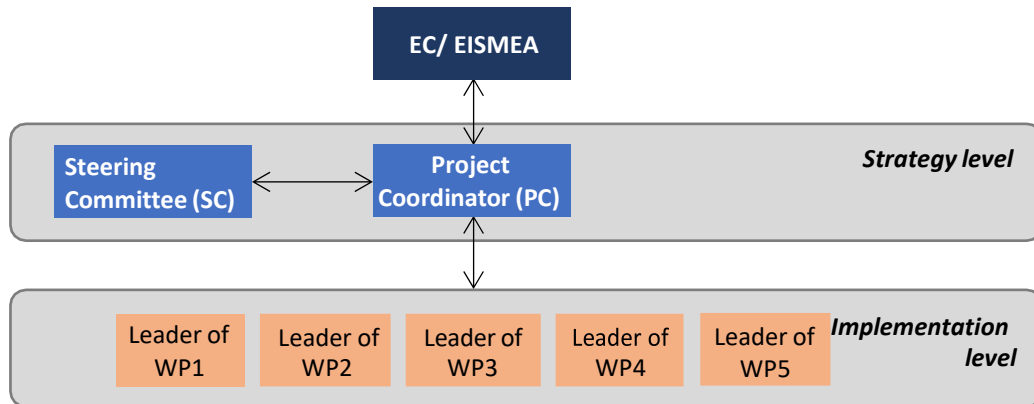 EC/ EISMEA
Strategy level
Steering
Committee (SC)
Project
Coordinator (PC)
Implementation
level
Leader of
WP1
Leader of
WP2
Leader of
WP3
Leader of
WP4
Leader of
WP5